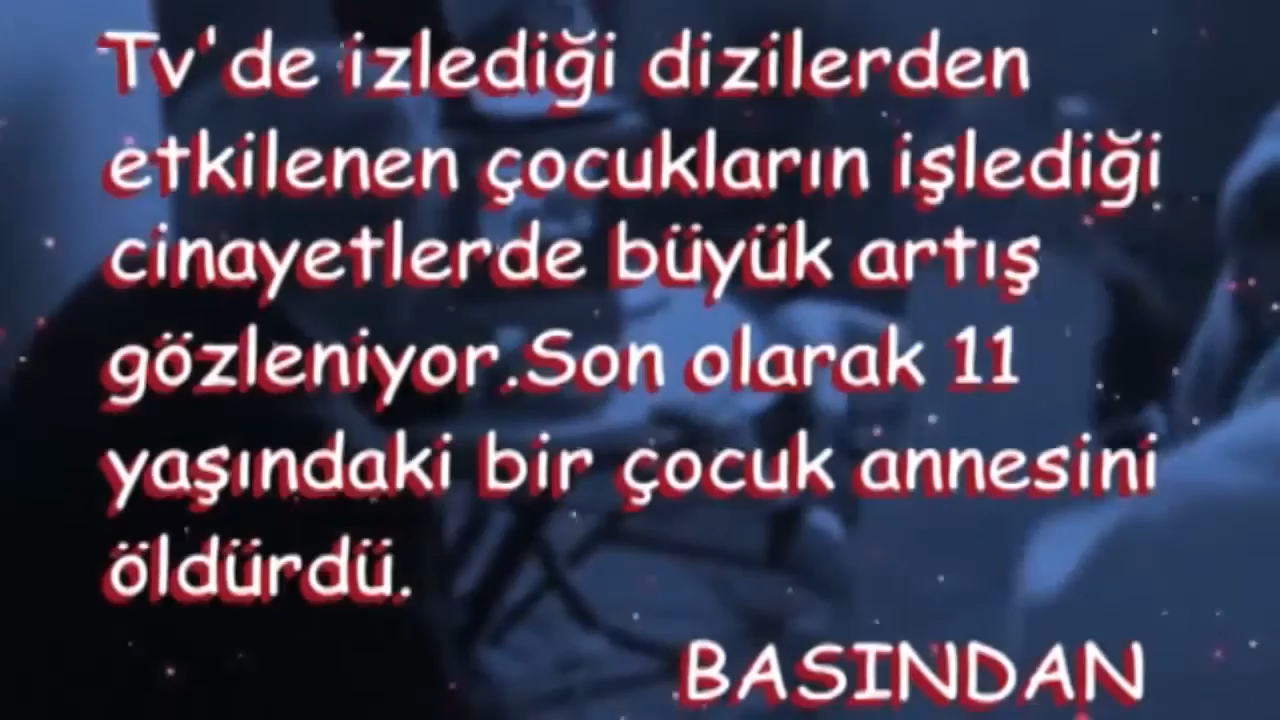 Tv'de izlediği dizilerden
etkilenen çocukların işlediği
cinayetlerde büyük artış
gözleniyor.Son olarak 11
yaşındaki bir çocuk annesini
öldürdü.
BASINDAN